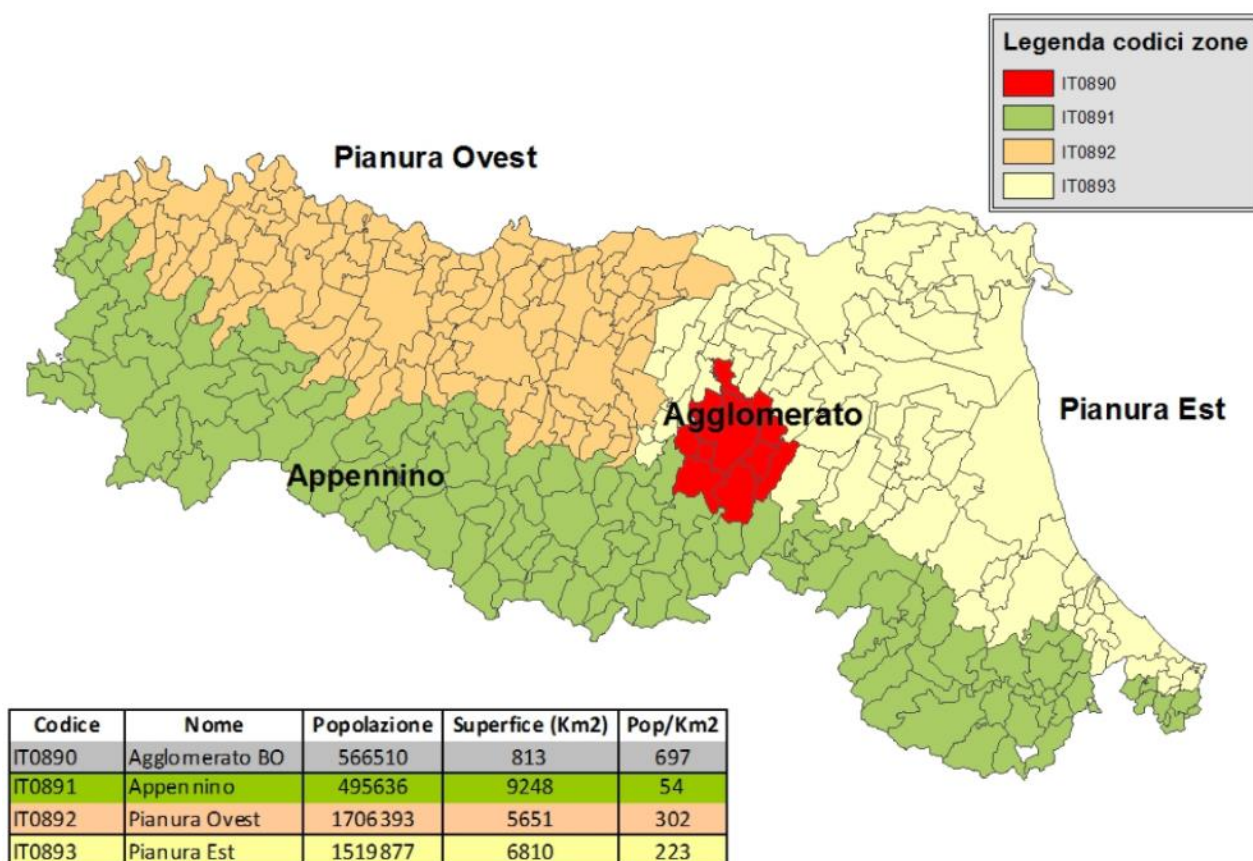 Legenda codici zone
IT0890
IT0891
IT0892
IT0893
Pianura Ovest
Agglomerato
Pianura Est
Appennino
Codice Nome Popolazione Superfice (Km2) Pop/Km2
IT0890 Agglomerato BO 566510 813 697
IT0891 Appennino 495636 9248 54
IT0892 Pianura Ovest 1706393 5651 302
IT0893 Pianura Est 1519877 6810 223